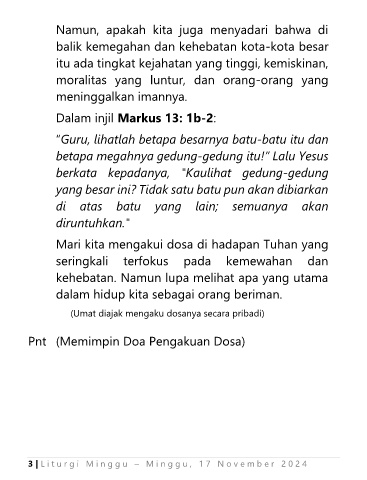 Namun, apakah kita juga menyadari bahwa di
balik kemegahan dan kehebatan kota-kota besar
itu ada tingkat kejahatan yang tinggi, kemiskinan,
moralitas yang luntur, dan orang-orang yang
meninggalkan imannya.
Dalam injil Markus 13: 1b-2:
"Guru, lihatlah betapa besarnya batu-batu itu dan
betapa megahnya gedung-gedung itu!" Lalu Yesus
berkata kepadanya, "Kaulihat gedung-gedung
yang besar ini? Tidak satu batu pun akan dibiarkan
di atas batu yang lain; semuanya akan
diruntuhkan."
Mari kita mengakui dosa di hadapan Tuhan yang
seringkali terfokus pada kemewahan dan
kehebatan. Namun lupa melihat apa yang utama
dalam hidup kita sebagai orang beriman.
(Umat diajak mengaku dosanya secara pribadi)
Pnt (Memimpin Doa Pengakuan Dosa)
3 | Liturgi Minggu – Minggu, 17 November 2024